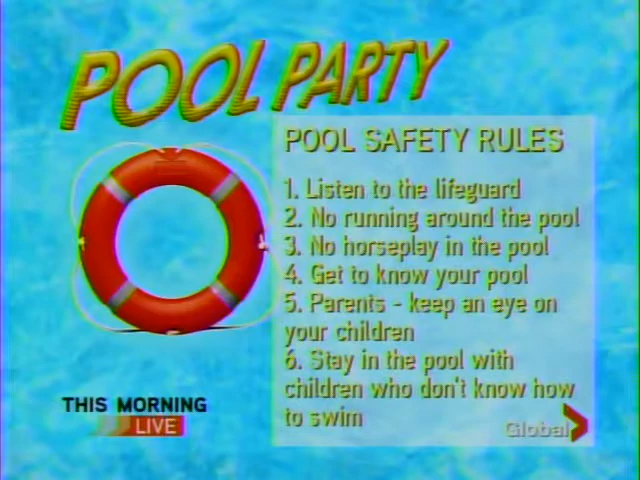 POOL PARTY
POOL SAFETY RULES
1. Listen to the lifeguard
2. No running around the pool
3. No horseplay in the pool
4. Get to know your pool
5. Parents - keep an eye on
your children
6. Stay in the pool with
children who don't know how
to swim
THIS MORNING
LIVE
Global